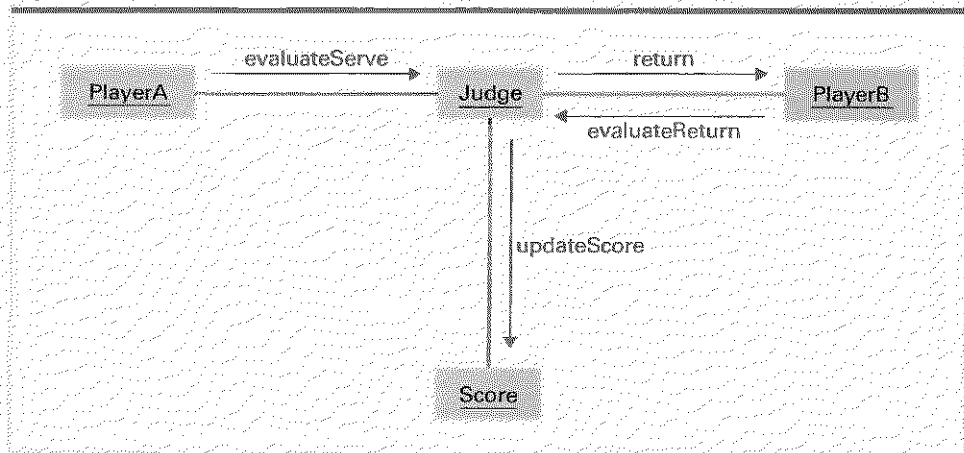 evaluateServe
return
PlayerA
Judge
PlayerB
evaluateReturn
updateScore
Score